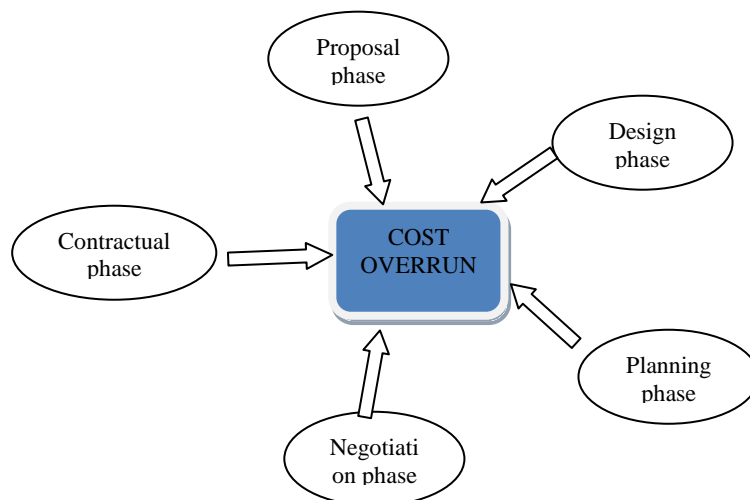 Proposal
phase
Design
phase
Contractual
phase
COST
OVERRUN
Planning
phase
Negotiati
on phase